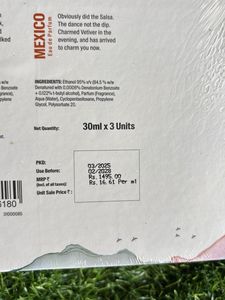 MEXICO
Eau de Parfum
Obviously did the Salsa.
The dance not the dip.
Charmed Vetiver in the
evening, and has arrived
to charm you now.
INGREDIENTS: Ethanol 95% v/v (84.5 % w/w
Denatured with 0.0006% Denatonium Benzoate
+ 0.122% t-butyl alcohol), Parfum (Fragrance),
Aqua (Water), Cyclopentasiloxane, Propylene
Glycol, Polysorbate 20.
Net Quantity:
30ml x 3 Units
PKD:
03/2025
Use Before:
02/2028
MRP ₹
Rs.1495.00
(Incl. of all taxes):
Rs.16.61 Per ml
Unit Sale Price ₹:
6180